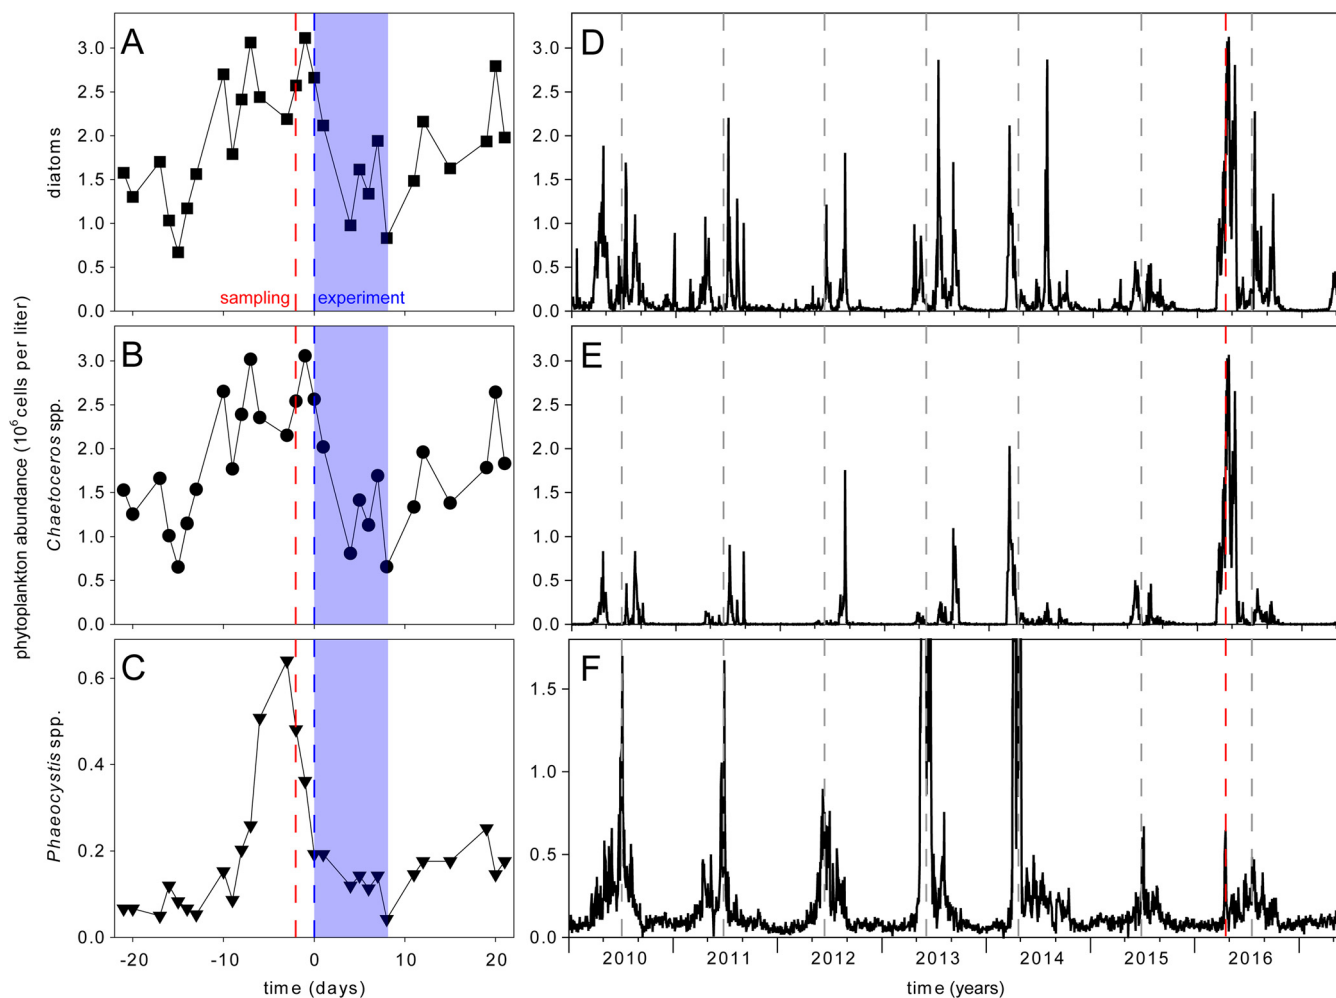 phytoplankton abundance (10⁶ cells per liter)
A
diatoms
3.0
2.5
2.0
1.5
1.0
0.5
0.0
sampling
experiment
D
3.0
2.5
2.0
1.5
1.0
0.5
0.0
B
Chaetoceros spp.
3.0
2.5
2.0
1.5
1.0
0.5
0.0
E
3.0
2.5
2.0
1.5
1.0
0.5
0.0
C
Phaeocystis spp.
0.6
0.4
0.2
0.0
-20 -10 0 10 20
time (days)
F
1.5
1.0
0.5
0.0
2010 2011 2012 2013 2014 2015 2016
time (years)